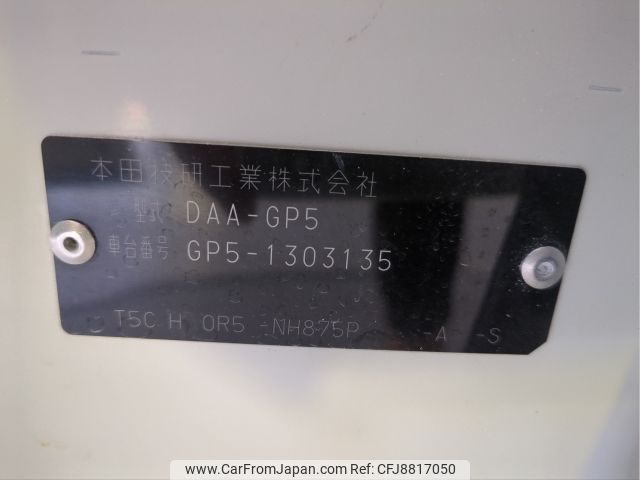 本田技研工業株式会社
型式 DAA-GP5
車台番号 GP5-1303135
T5C H 0R5 -NH875P -A -S
www.CarFromJapan.com | © CarFromJapan | CFJ8817050